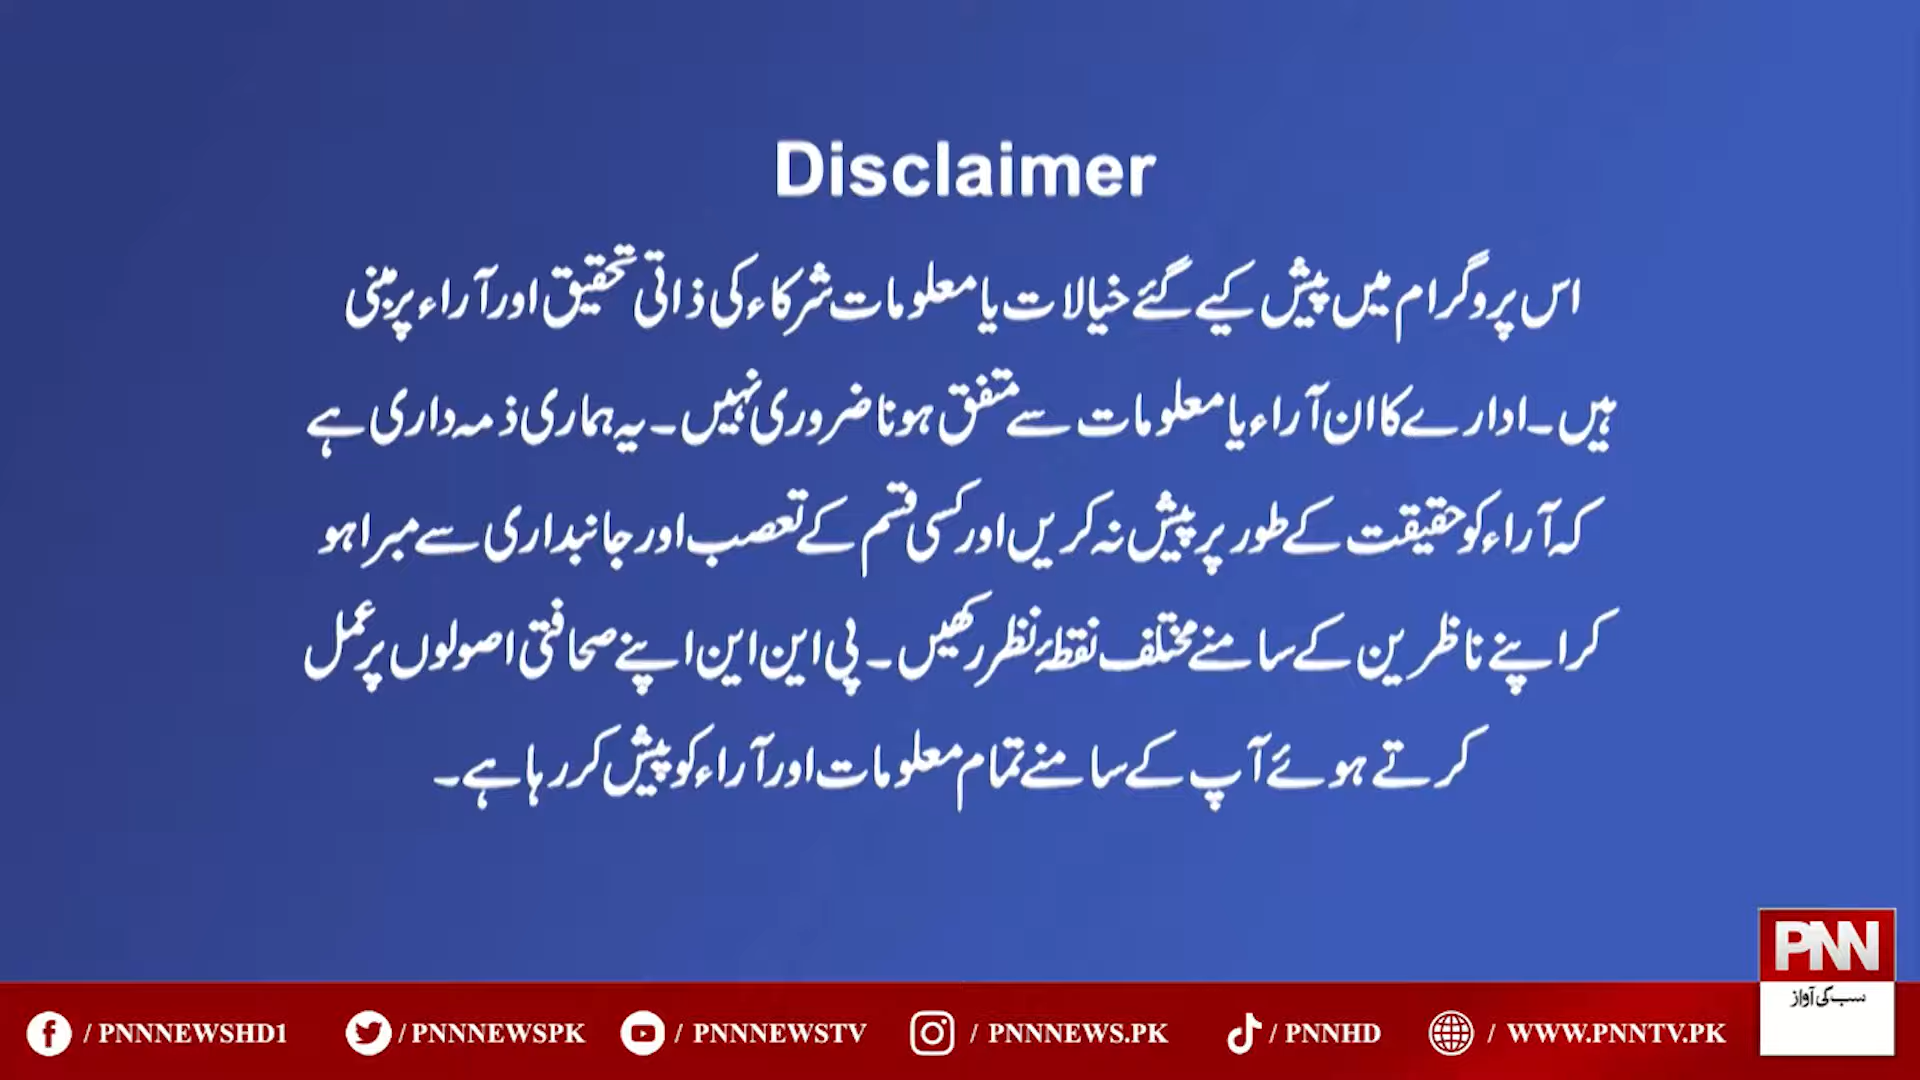 Disclaimer
اس پروگرام میں پیش کیے گئے خیالات یا معلومات شرکاء کی ذاتی تحقیق اور آراء پر مبنی
ہیں۔ ادارے کا ان آراء یا معلومات سے متفق ہونا ضروری نہیں۔ یہ ہماری ذمہ داری ہے
کہ آراء کو حقیقت کے طور پر پیش نہ کریں اور کسی قسم کے تعصب اور جانبداری سے مبرا ہو
کر اپنے ناظرین کے سامنے مختلف نقطۂ نظر رکھیں۔ پی این این اپنے صحافتی اصولوں پر عمل
کرتے ہوئے آپ کے سامنے تمام معلومات اور آراء کو پیش کر رہا ہے۔
PNN
سب کی آواز
/ PNNNEWSHD1 / PNNNEWSPK / PNNNEWSTV / PNNNEWS.PK / PNNHD / WWW.PNNTV.PK